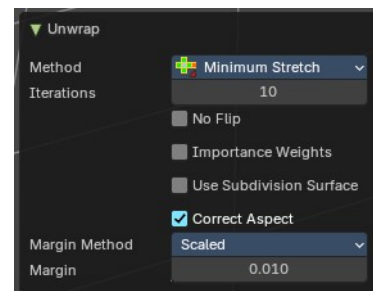 Unwrap
Method Minimum Stretch
Iterations 10
No Flip
Importance Weights
Use Subdivision Surface
Correct Aspect
Margin Method Scaled
Margin 0.010